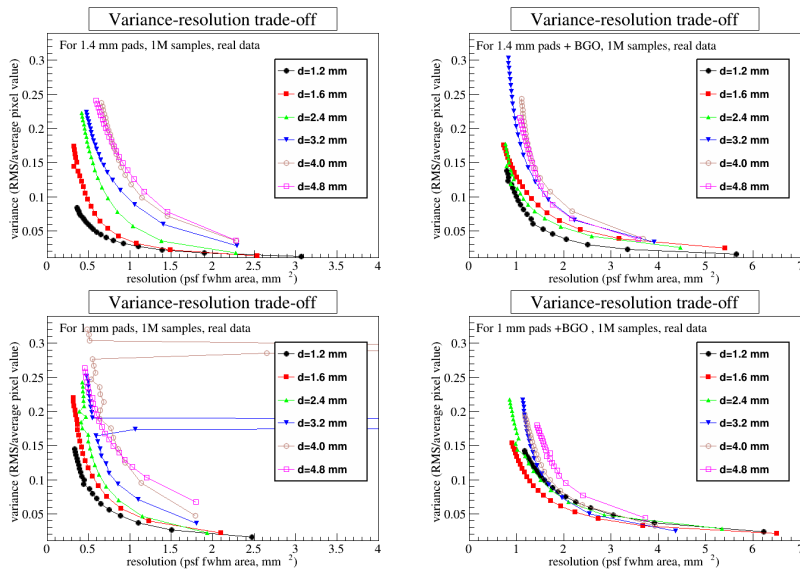 Variance-resolution trade-off
For 1.4 mm pads, 1M samples, real data
variance (RMS/average pixel value)
0.3
0.25
0.2
0.15
0.1
0.05
d=1.2 mm
d=1.6 mm
d=2.4 mm
d=3.2 mm
d=4.0 mm
d=4.8 mm
0 0.5 1 1.5 2 2.5 3 3.5 4
resolution (psf fwhm area, mm 2)
Variance-resolution trade-off
For 1.4 mm pads + BGO, 1M samples, real data
variance (RMS/average pixel value)
0.3
0.25
0.2
0.15
0.1
0.05
d=1.2 mm
d=1.6 mm
d=2.4 mm
d=3.2 mm
d=4.0 mm
d=4.8 mm
0 1 2 3 4 5 6 7
resolution (psf fwhm area, mm 2)
Variance-resolution trade-off
For 1 mm pads, 1M samples, real data
variance (RMS/average pixel value)
0.3
0.25
0.2
0.15
0.1
0.05
d=1.2 mm
d=1.6 mm
d=2.4 mm
d=3.2 mm
d=4.0 mm
d=4.8 mm
0 0.5 1 1.5 2 2.5 3 3.5 4
resolution (psf fwhm area, mm 2)
Variance-resolution trade-off
For 1 mm pads +BGO , 1M samples, real data
variance (RMS/average pixel value)
0.3
0.25
0.2
0.15
0.1
0.05
d=1.2 mm
d=1.6 mm
d=2.4 mm
d=3.2 mm
d=4.0 mm
d=4.8 mm
0 1 2 3 4 5 6 7
resolution (psf fwhm area, mm 2)